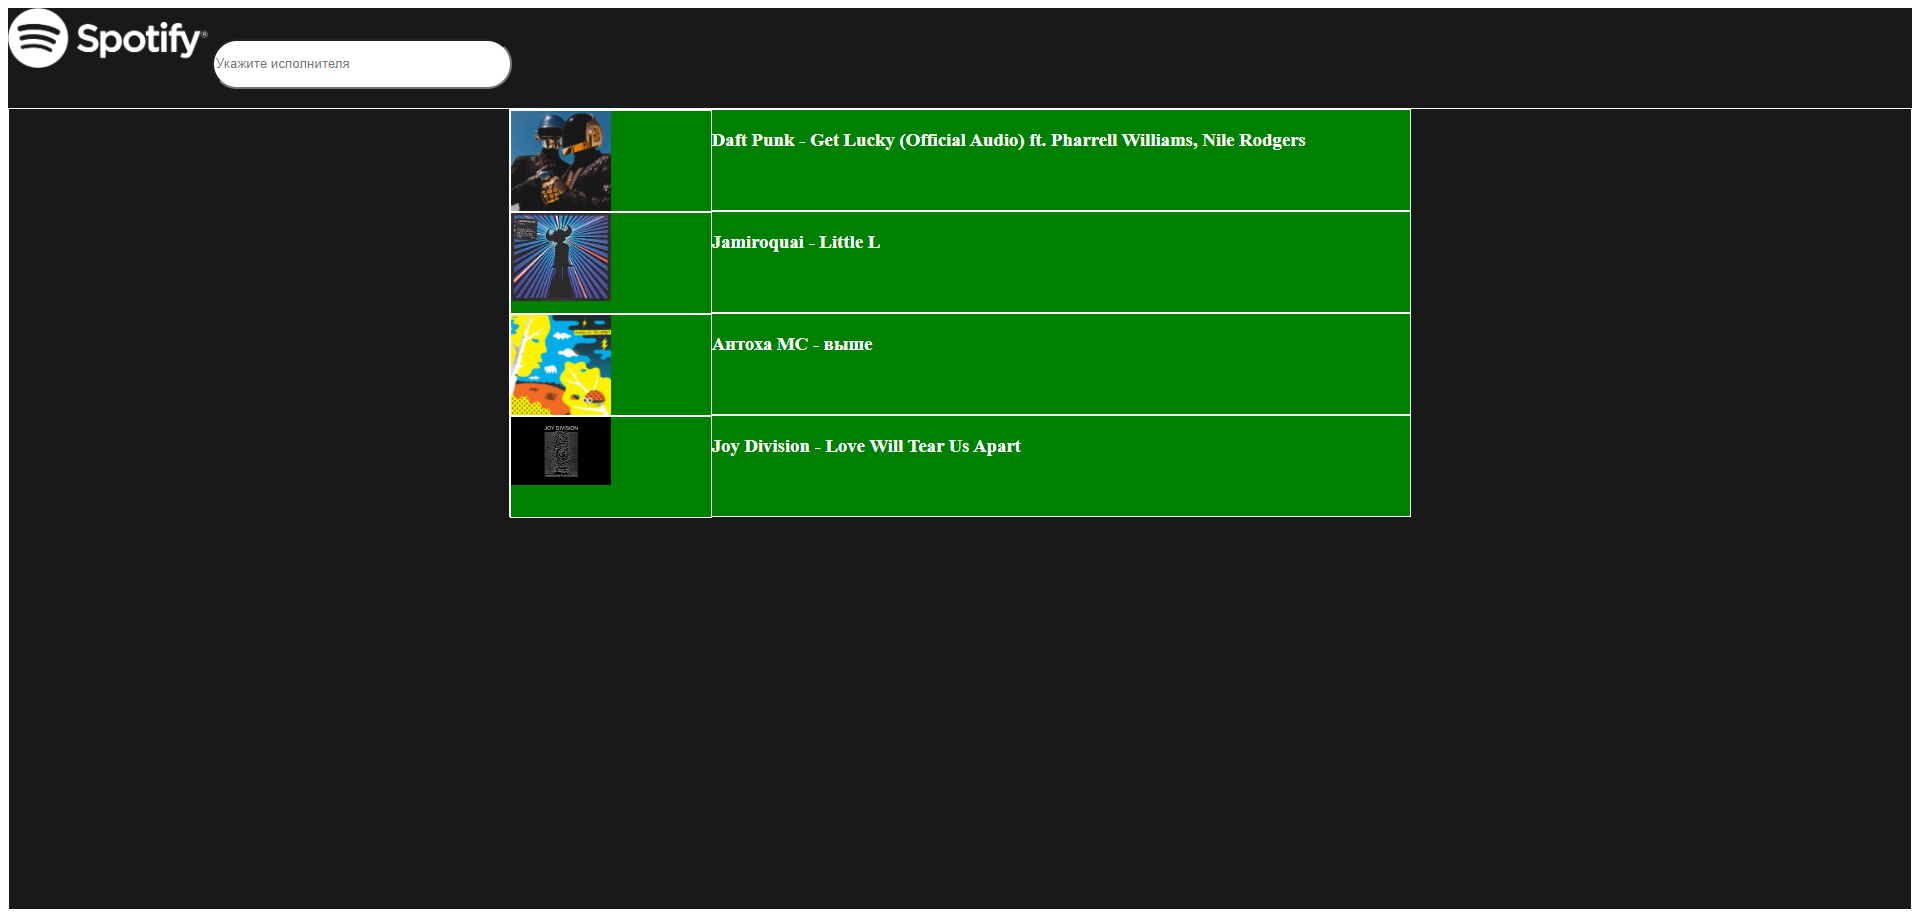 Spotify®
Укажите исполнителя
Daft Punk - Get Lucky (Official Audio) ft. Pharrell Williams, Nile Rodgers
Jamiroquai - Little L
Антоха МС - выше
JOY DIVISION
Joy Division - Love Will Tear Us Apart